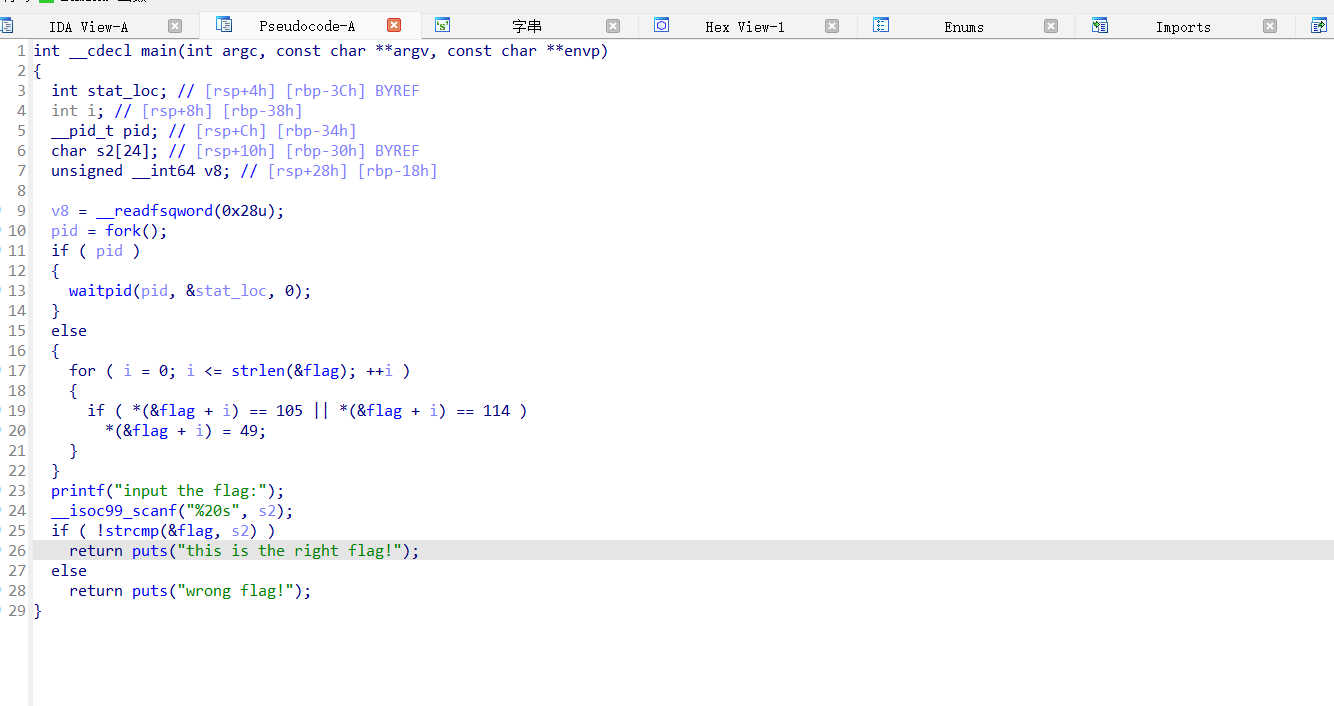 IDA View-A Pseudocode-A 字串 Hex View-1 Enums Imports
1 int __cdecl main(int argc, const char **argv, const char **envp)
2 {
3   int stat_loc; // [rsp+4h] [rbp-3Ch] BYREF
4   int i; // [rsp+8h] [rbp-38h]
5   __pid_t pid; // [rsp+Ch] [rbp-34h]
6   char s2[24]; // [rsp+10h] [rbp-30h] BYREF
7   unsigned __int64 v8; // [rsp+28h] [rbp-18h]
8
9   v8 = __readfsqword(0x28u);
10   pid = fork();
11   if ( pid )
12   {
13     waitpid(pid, &stat_loc, 0);
14   }
15   else
16   {
17     for ( i = 0; i <= strlen(&flag); ++i )
18     {
19       if ( *(&flag + i) == 105 || *(&flag + i) == 114 )
20         *(&flag + i) = 49;
21     }
22   }
23   printf("input the flag:");
24   __isoc99_scanf("%20s", s2);
25   if ( !strcmp(&flag, s2) )
26     return puts("this is the right flag!");
27   else
28     return puts("wrong flag!");
29 }